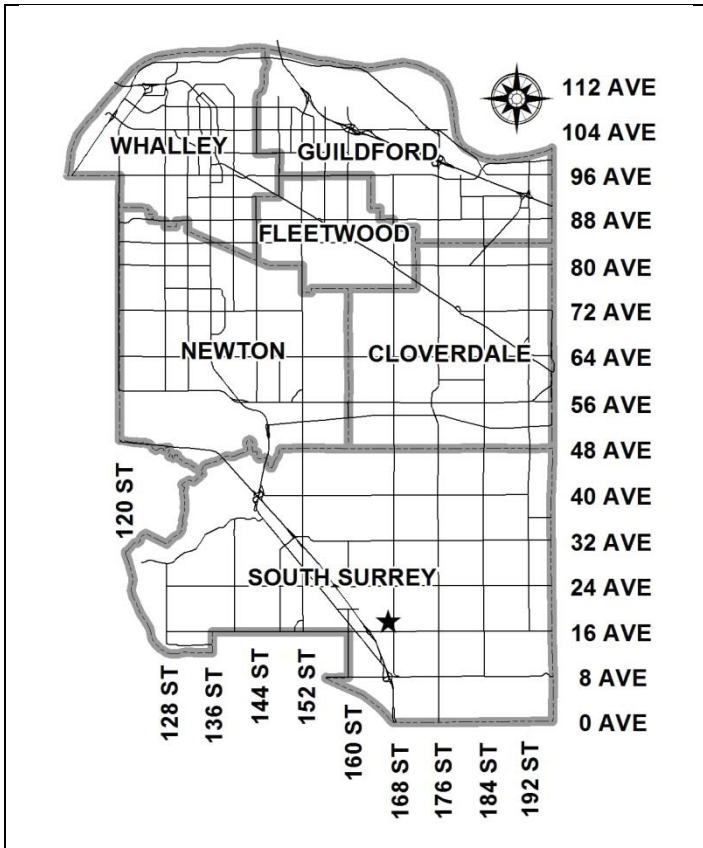 112 AVE
104 AVE
WHALLEY
GUILDFORD
96 AVE
88 AVE
FLEETWOOD
80 AVE
72 AVE
NEWTON
CLOVERDALE
64 AVE
56 AVE
48 AVE
120 ST
40 AVE
32 AVE
SOUTH SURREY
24 AVE
16 AVE
128 ST
136 ST
144 ST
152 ST
160 ST
8 AVE
0 AVE
168 ST
176 ST
184 ST
192 ST